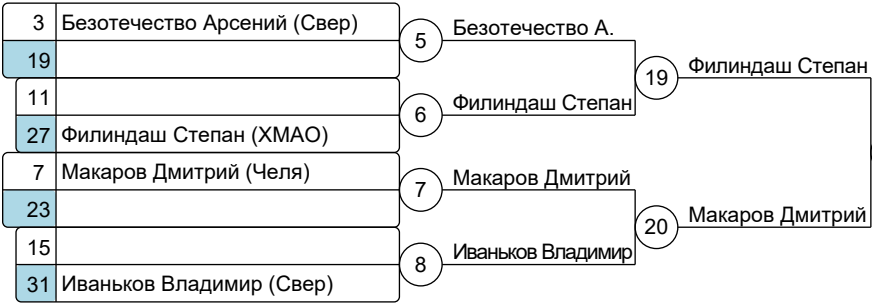 3 Безотечество Арсений (Свер)
19
11
27 Филиндаш Степан (ХМАО)
7 Макаров Дмитрий (Челя)
23
15
31 Иваньков Владимир (Свер)
5 Безотечество А.
6 Филиндаш Степан
7 Макаров Дмитрий
8 Иваньков Владимир
19 Филиндаш Степан
20 Макаров Дмитрий